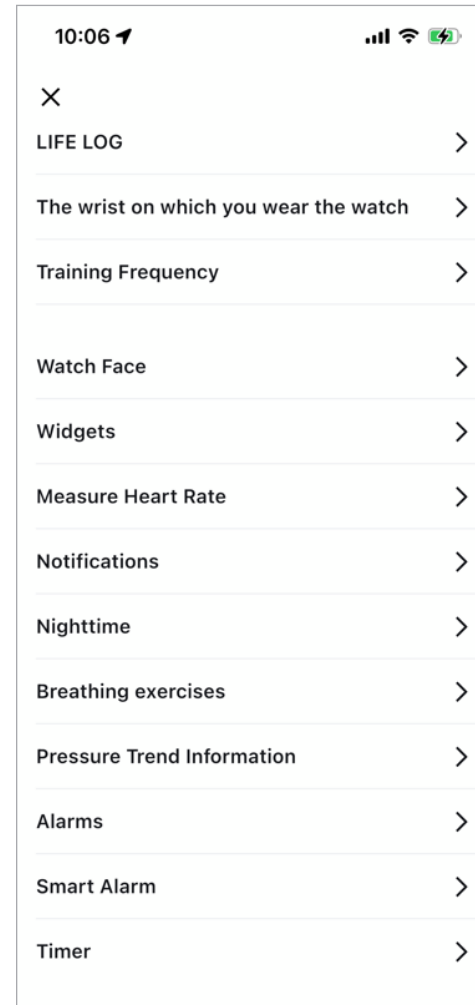 10:06
LIFE LOG
The wrist on which you wear the watch
Training Frequency
Watch Face
Widgets
Measure Heart Rate
Notifications
Nighttime
Breathing exercises
Pressure Trend Information
Alarms
Smart Alarm
Timer